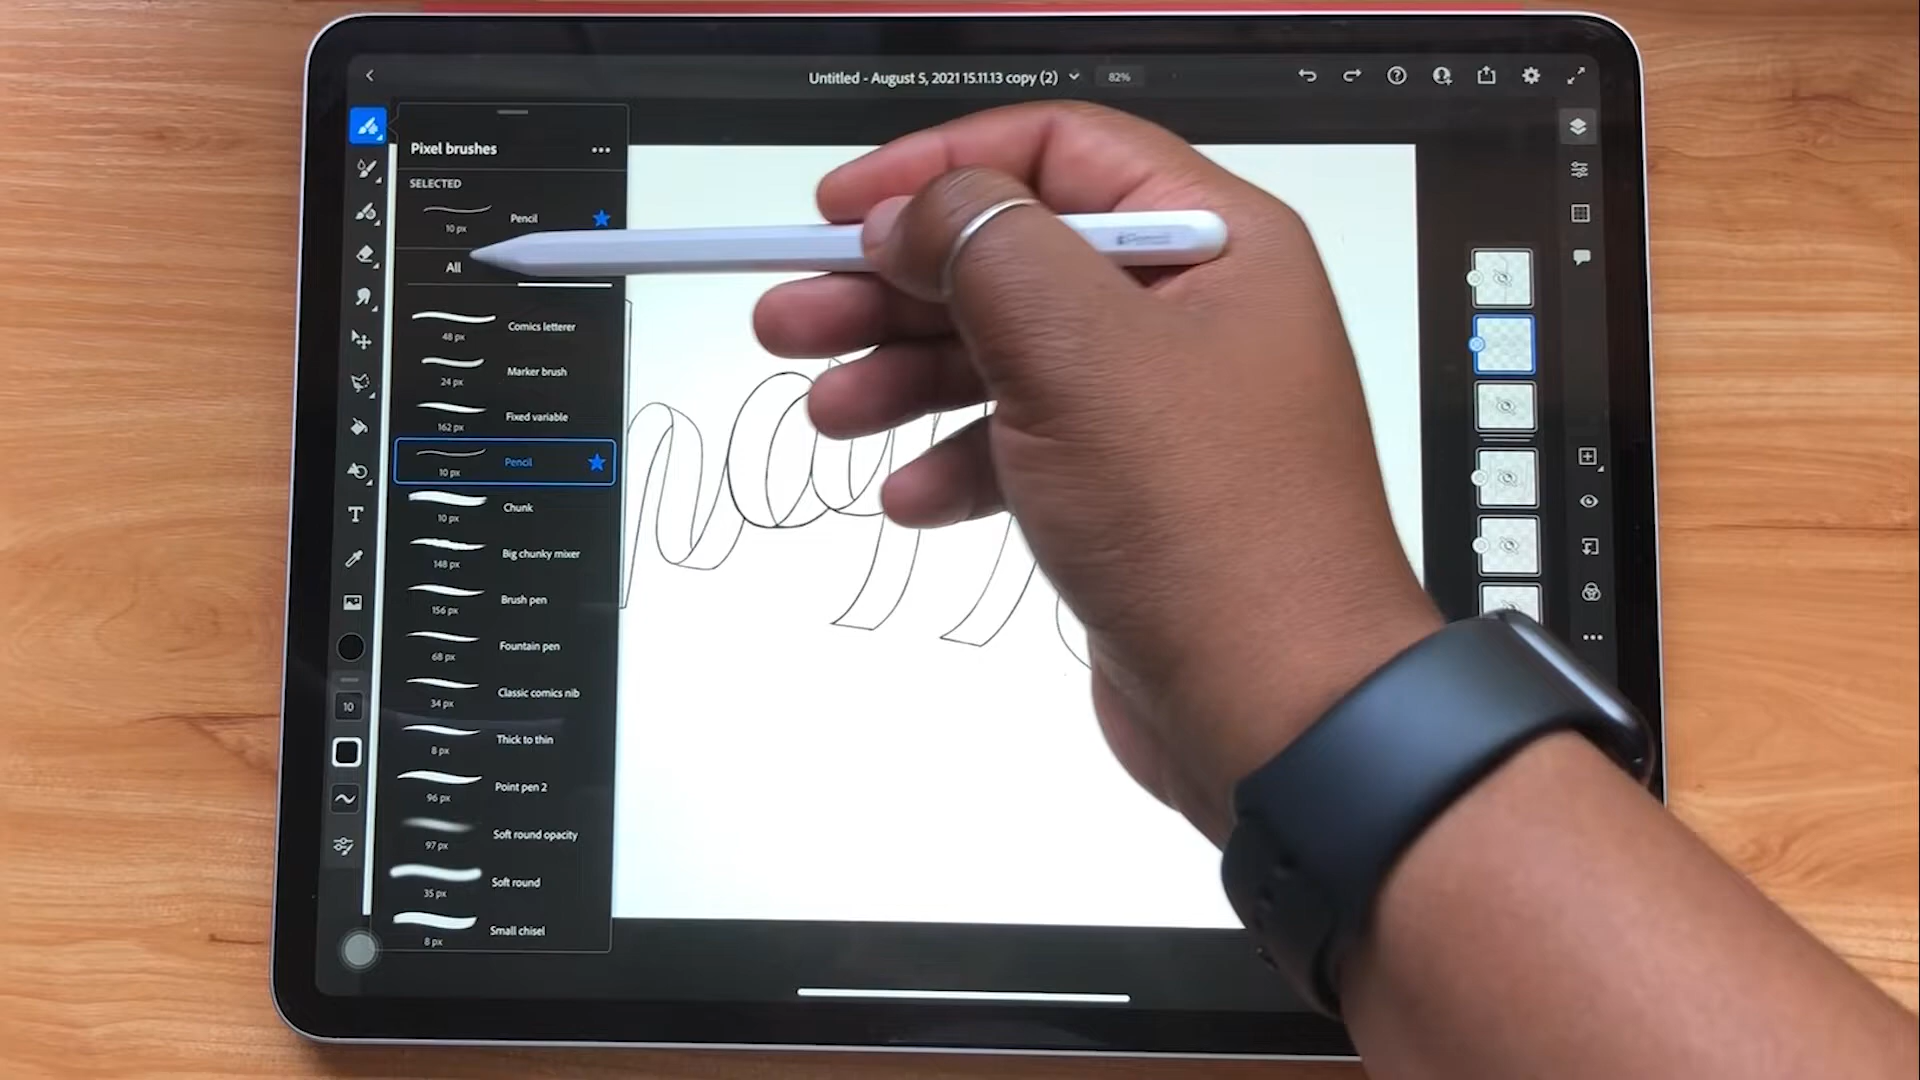 Untitled - August 5, 2021 15.11.13 copy (2)
82%
Pixel brushes
SELECTED
Pencil
10 px
All
Comics letterer
48 px
Marker brush
24 px
Fixed variable
162 px
Pencil
10 px
Chunk
10 px
Big chunky mixer
148 px
Brush pen
156 px
Fountain pen
68 px
Classic comics nib
34 px
Thick to thin
8 px
Point pen 2
96 px
Soft round opacity
97 px
Soft round
35 px
Small chisel
8 px
T
10